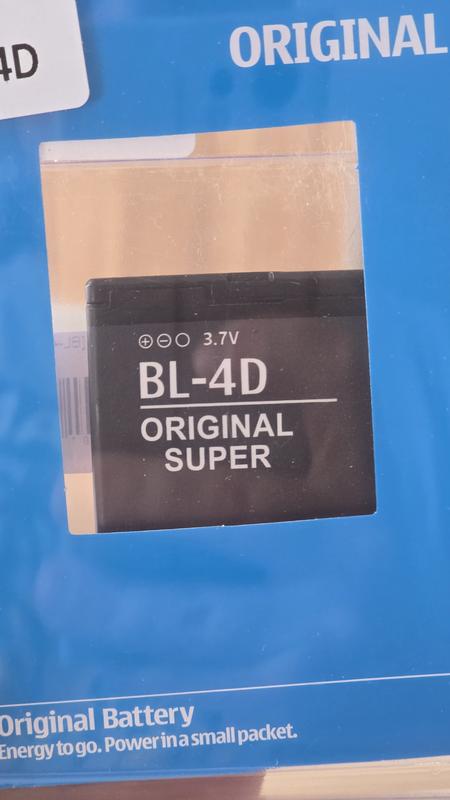 4D
ORIGINAL
⊕⊖○ 3.7V
BL-4D
ORIGINAL
SUPER
Original Battery
Energy to go. Power in a small packet.